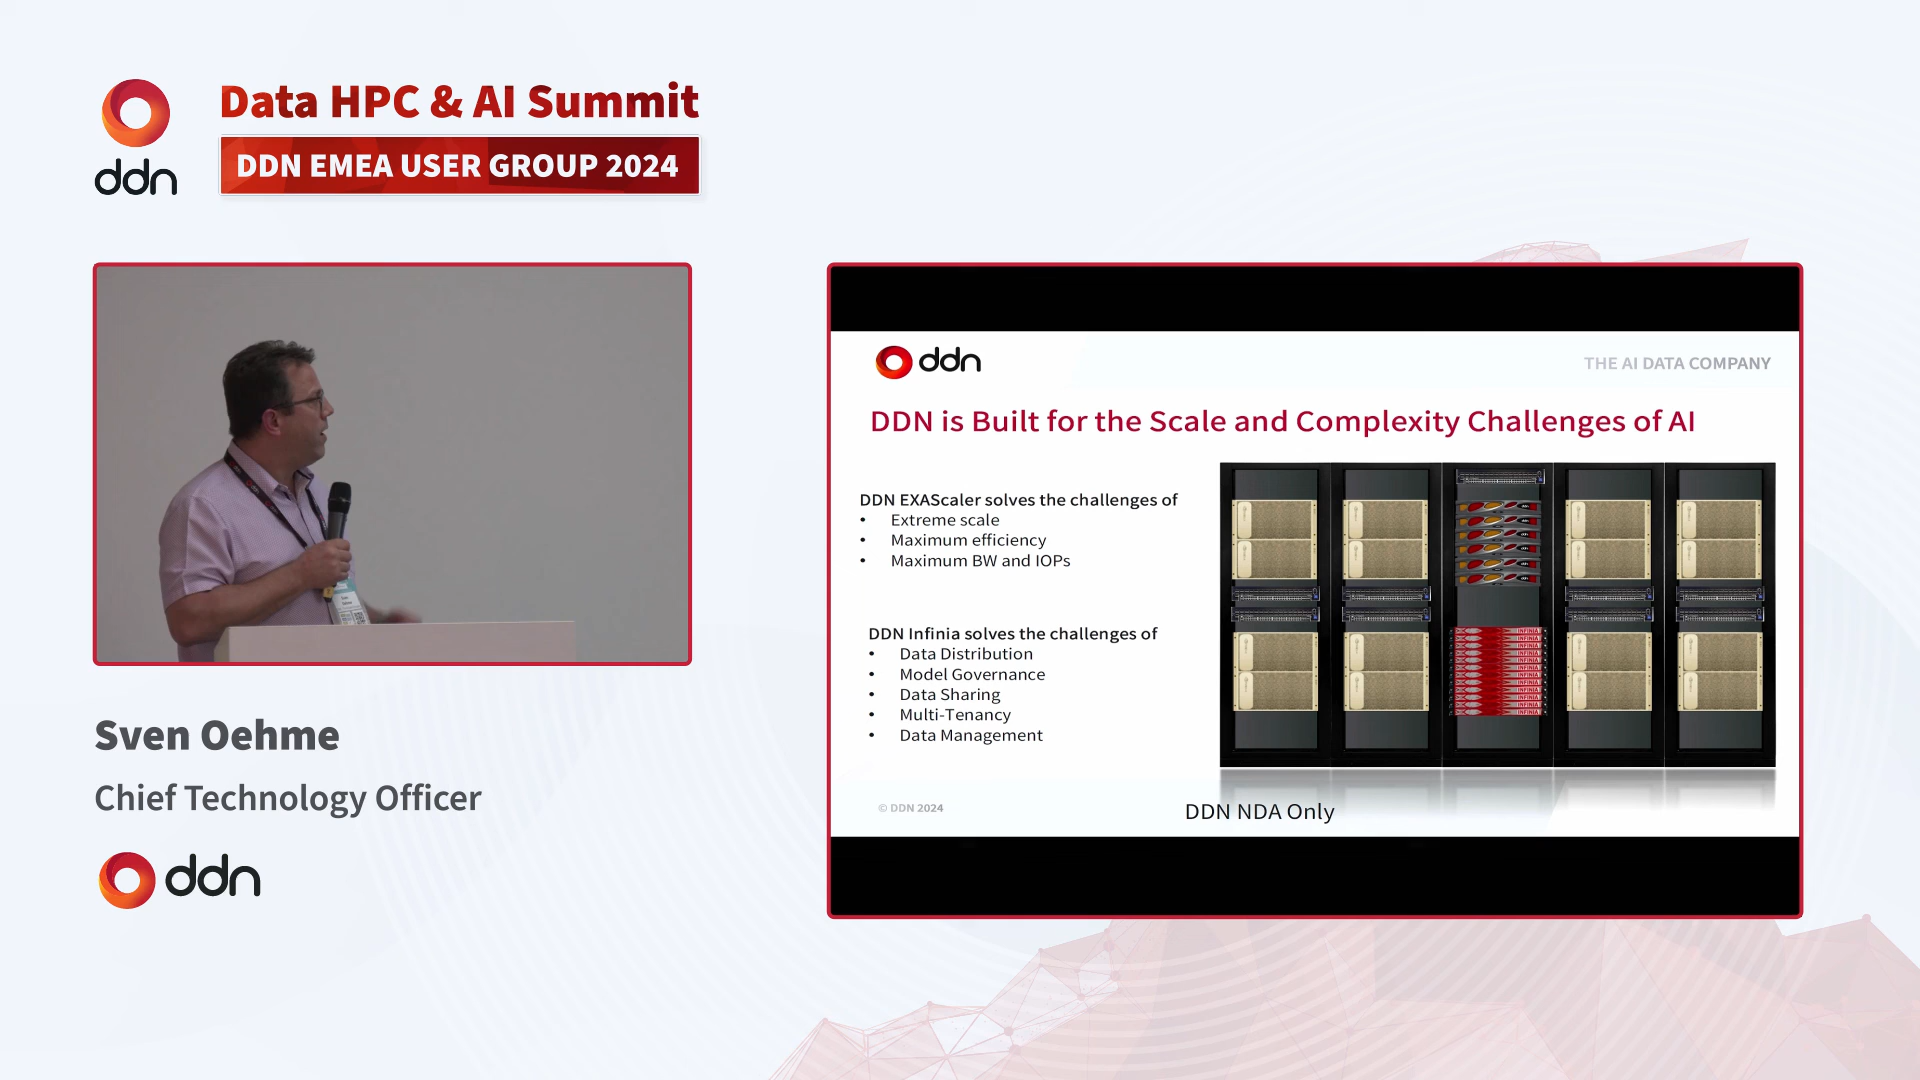 ddn
Data HPC & AI Summit
DDN EMEA USER GROUP 2024
Sven Oehme
Chief Technology Officer
ddn
ddn
THE AI DATA COMPANY
DDN is Built for the Scale and Complexity Challenges of AI
DDN EXAScaler solves the challenges of
• Extreme scale
• Maximum efficiency
• Maximum BW and IOPs
DDN Infinia solves the challenges of
• Data Distribution
• Model Governance
• Data Sharing
• Multi-Tenancy
• Data Management
© DDN 2024
DDN NDA Only